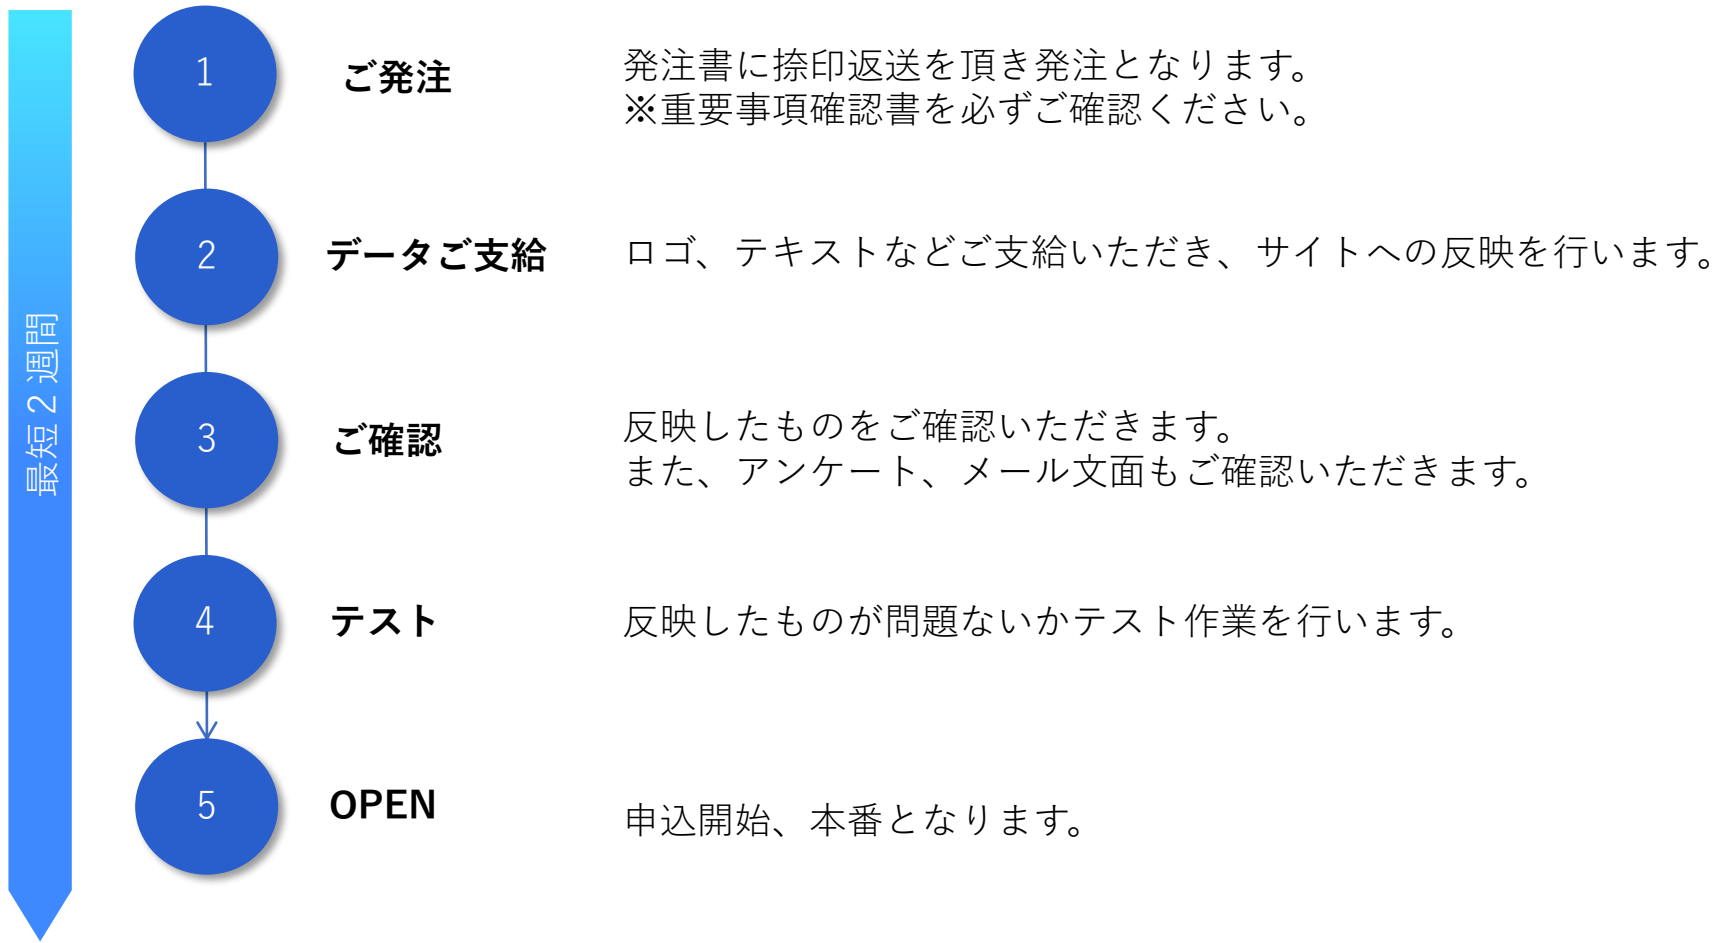 最短2週間
1
ご発注
発注書に捺印返送を頂き発注となります。
※重要事項確認書を必ずご確認ください。
2
データご支給
ロゴ、テキストなどご支給いただき、サイトへの反映を行います。
3
ご確認
反映したものをご確認いただきます。
また、アンケート、メール文面もご確認いただきます。
4
テスト
反映したものが問題ないかテスト作業を行います。
5
OPEN
申込開始、本番となります。